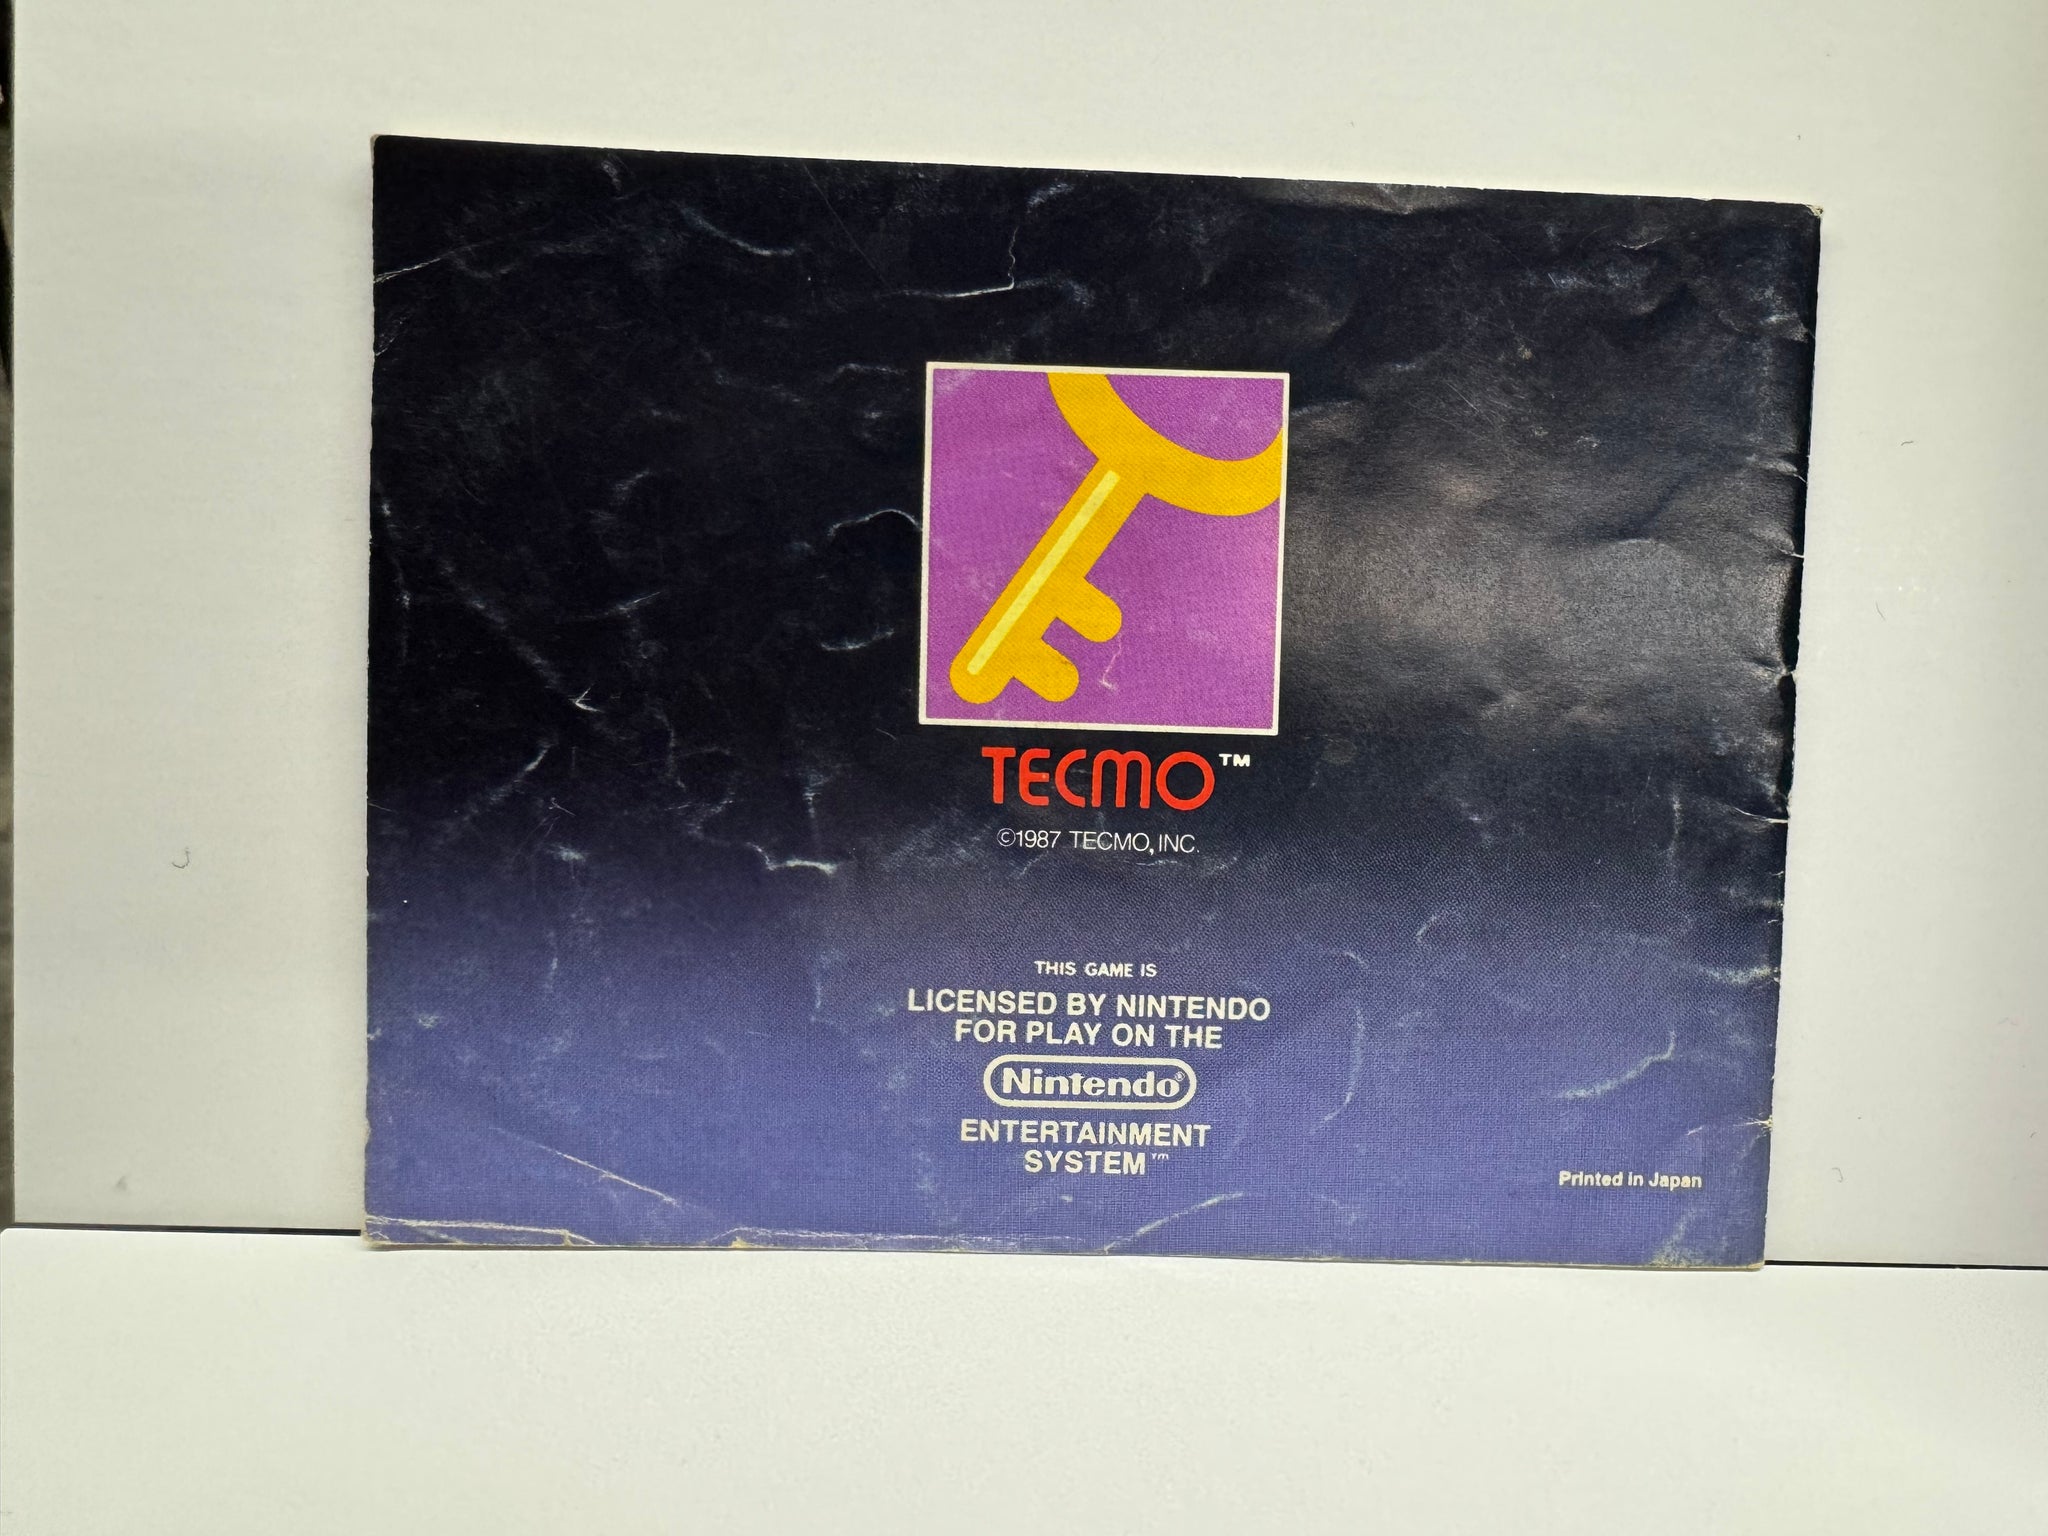 TECMO™
©1987 TECMO, INC.
THIS GAME IS
LICENSED BY NINTENDO
FOR PLAY ON THE
Nintendo®
ENTERTAINMENT
SYSTEM™
Printed in Japan